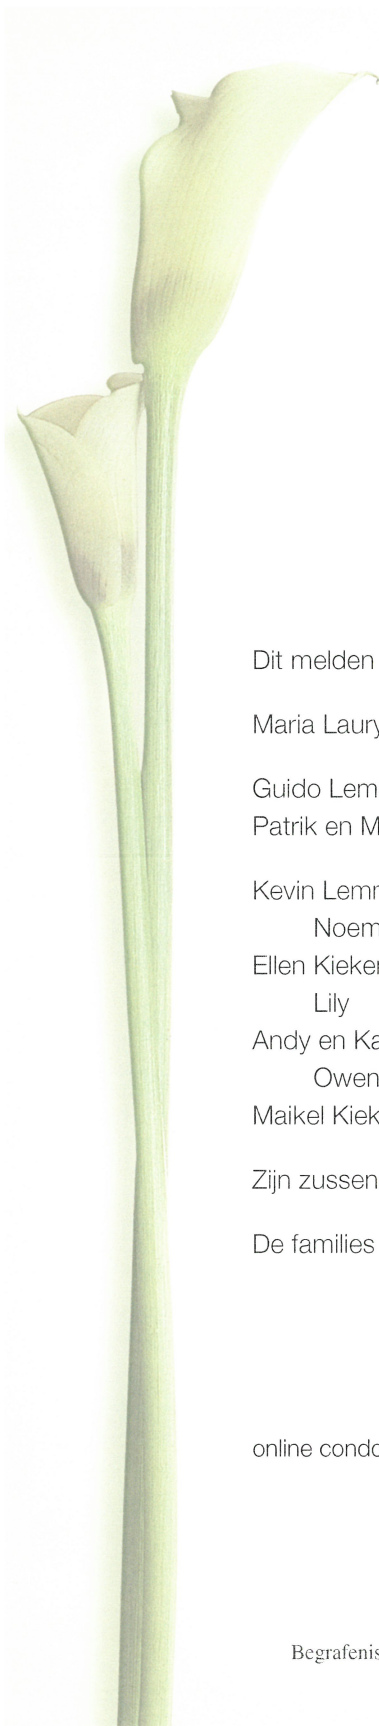 Dit melden
Maria Laury
Guido Lem
Patrik en M
Kevin Lem
Noem
Ellen Kieke
Lily
Andy en Ka
Owen
Maikel Kiek
Zijn zussen
De families
online condo
Begrafenis